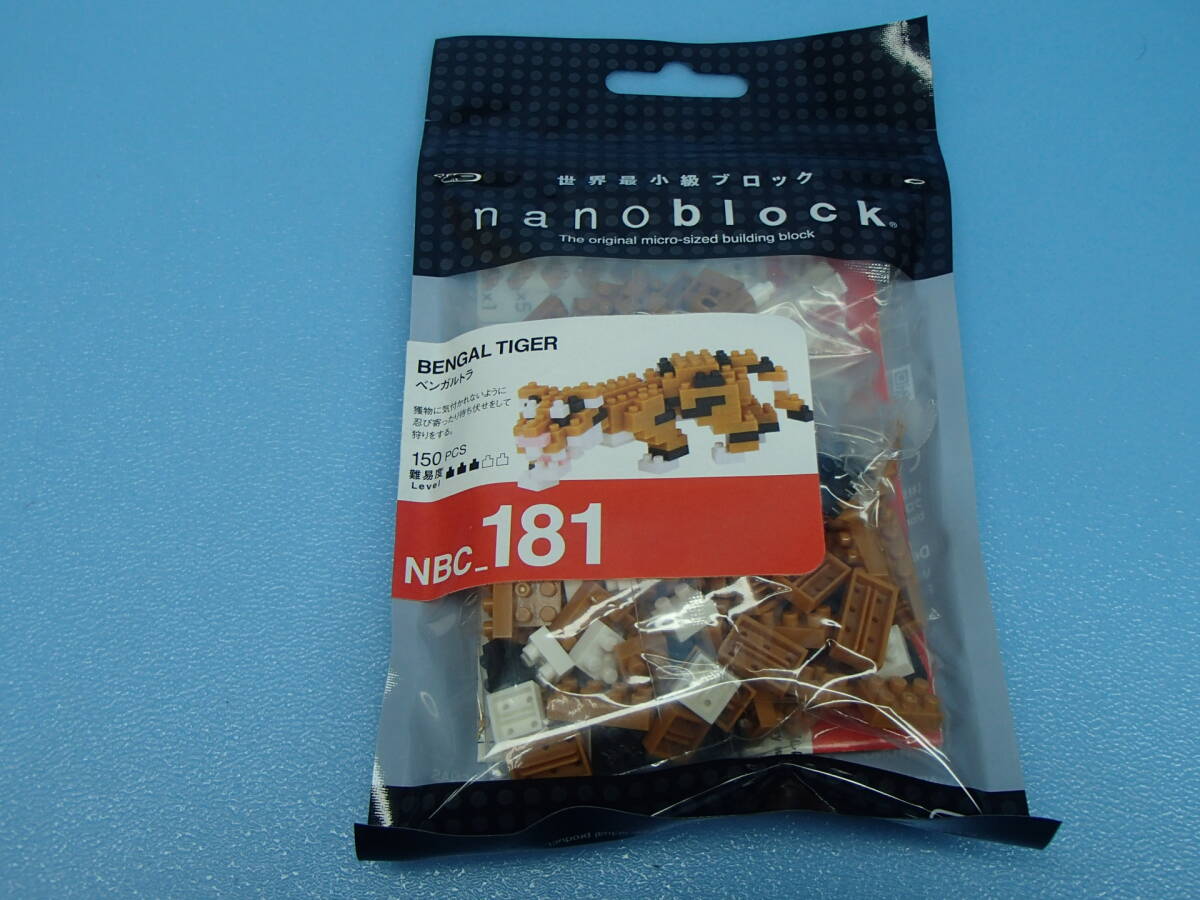 世界最小級ブロック
nanoblock®
The original micro-sized building block
×1
×5
BENGAL TIGER
ベンガルトラ
獲物に気付かれないように
忍び寄ったり待ち伏せをして
狩りをする。
150 PCS
難易度
Level
NBC_181